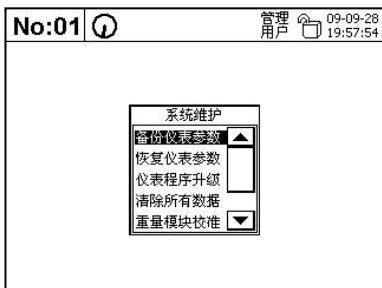 No:01
管理 09-09-28
用户 19:57:54
系统维护
备份仪表参数
恢复仪表参数
仪表程序升级
清除所有数据
重量模块校准